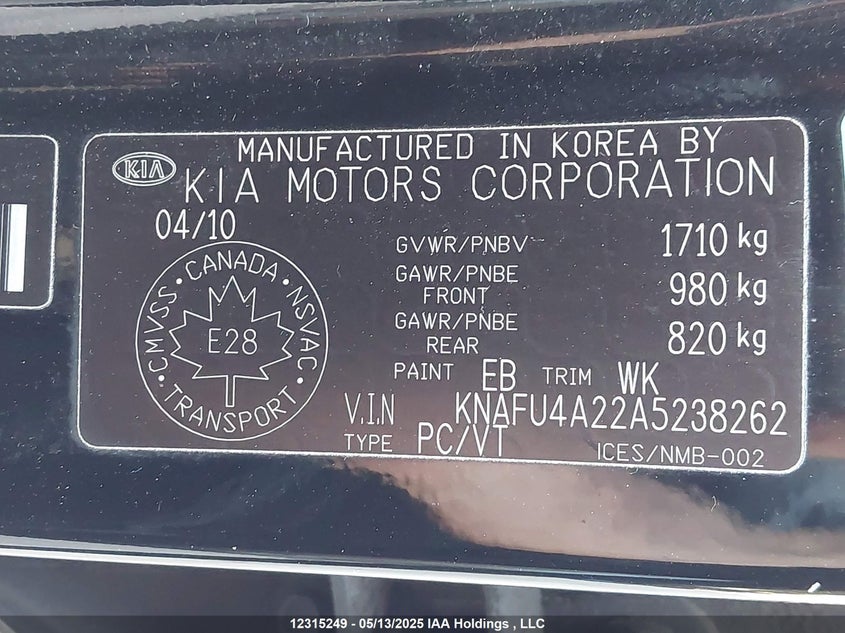 MANUFACTURED IN KOREA BY
KIA
KIA MOTORS CORPORATION
04/10
GVWR/PNBV 1710 kg
GAWR/PNBE FRONT 980 kg
GAWR/PNBE REAR 820 kg
CANADA · NSVAC · TRANSPORT · CMVSS ·
E28
PAINT EB TRIM WK
V.I.N KNAFU4A22A5238262
TYPE PC/VT
ICES/NMB-002
12315249 - 05/13/2025 IAA Holdings , LLC